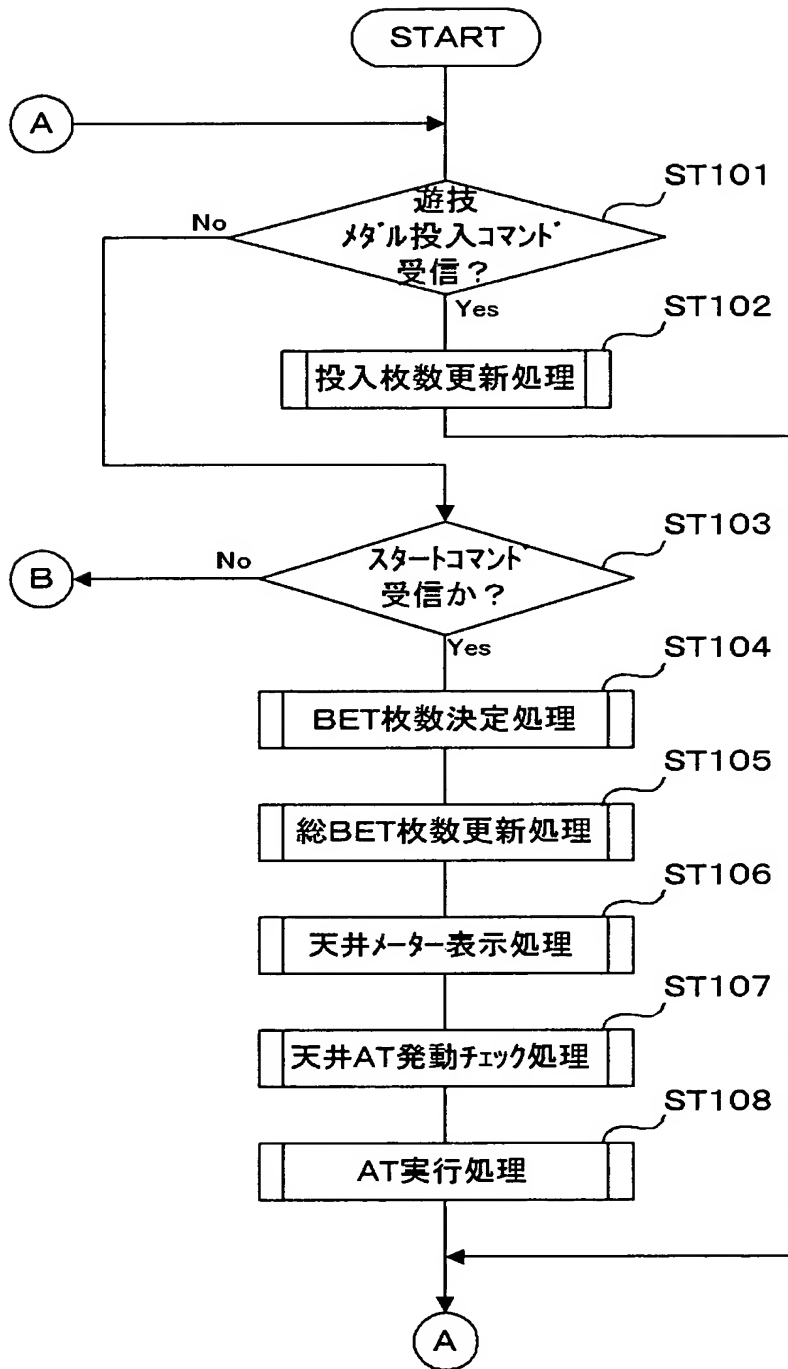 START
A
ST101
遊技
メダル投入コマンド
受信？
No
Yes
ST102
投入枚数更新処理
ST103
スタートコマンド
受信か？
No
B
Yes
ST104
BET枚数決定処理
ST105
総BET枚数更新処理
ST106
天井メーター表示処理
ST107
天井AT発動チェック処理
ST108
AT実行処理
A